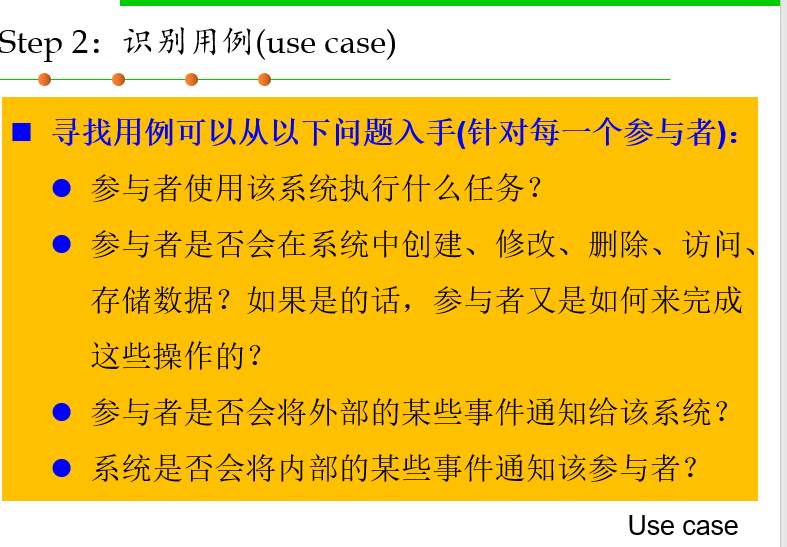 Step 2：识别用例(use case)
寻找用例可以从以下问题入手(针对每一个参与者)：
参与者使用该系统执行什么任务？
参与者是否会在系统中创建、修改、删除、访问、
存储数据？如果是的话，参与者又是如何来完成
这些操作的？
参与者是否会将外部的某些事件通知给该系统？
系统是否会将内部的某些事件通知该参与者？
Use case